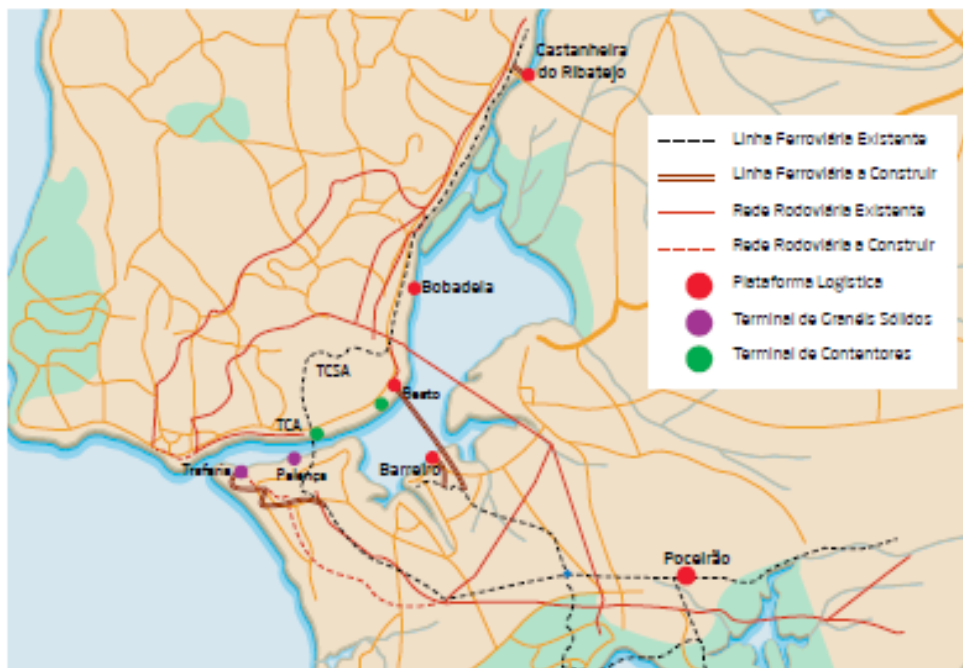 Castanheira
do Ribatejo
Linha Ferroviária Existente
Linha Ferroviária a Construir
Rede Rodoviária Existente
Rede Rodoviária a Construir
Plataforma Logística
Terminal de Granéis Sólidos
Terminal de Contentores
Bobadela
TCSA
Beato
TCA
Trafaria
Palença
Barreiro
Poceirão